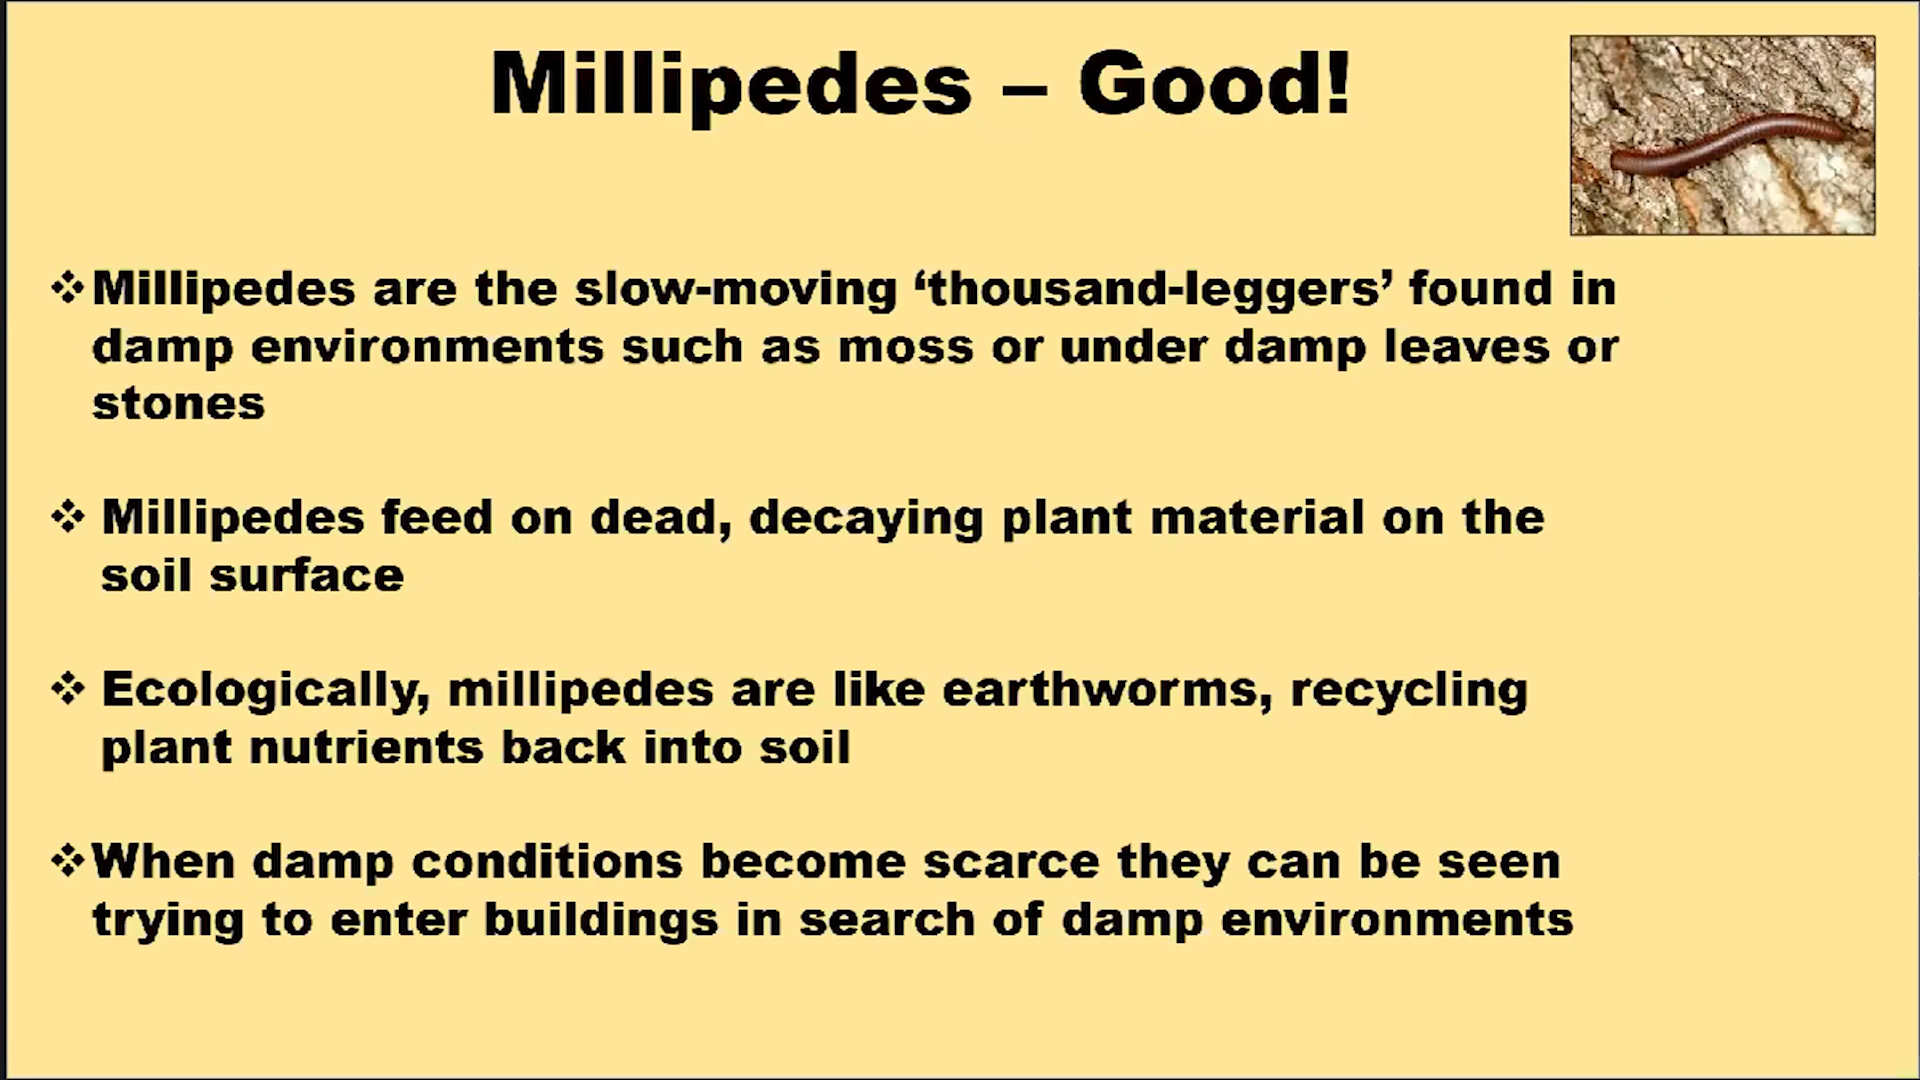 Millipedes – Good!
❖Millipedes are the slow-moving ‘thousand-leggers’ found in
damp environments such as moss or under damp leaves or
stones
❖ Millipedes feed on dead, decaying plant material on the
soil surface
❖ Ecologically, millipedes are like earthworms, recycling
plant nutrients back into soil
❖When damp conditions become scarce they can be seen
trying to enter buildings in search of damp environments